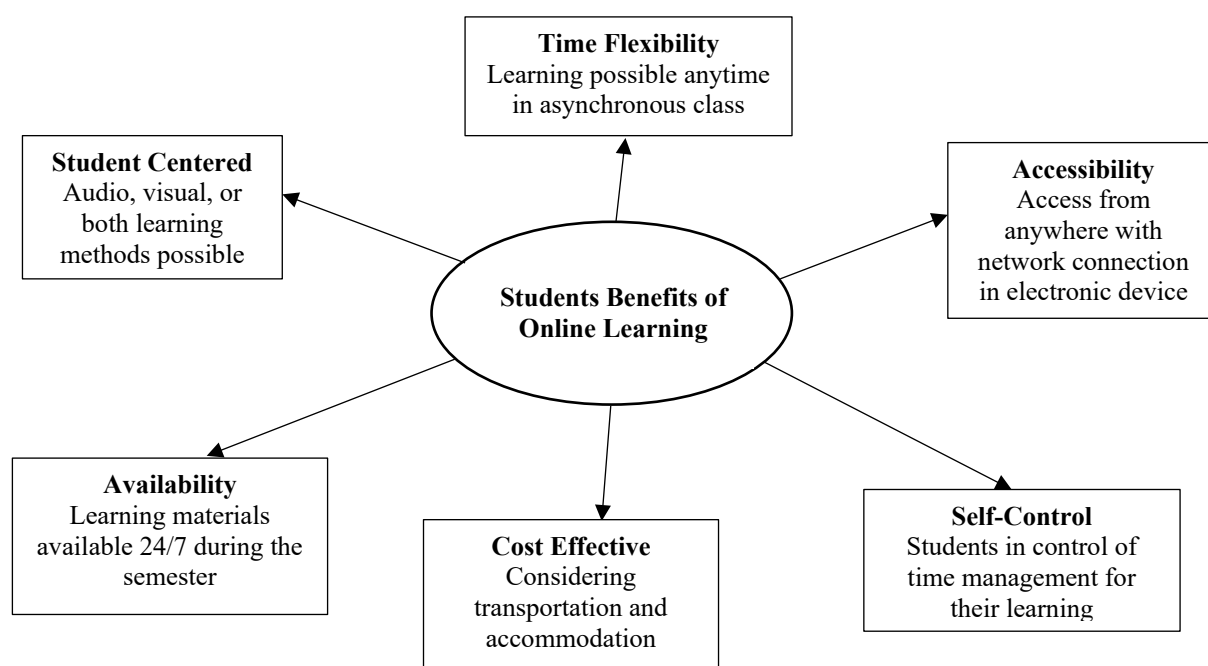 Time Flexibility
Learning possible anytime
in asynchronous class
Student Centered
Audio, visual, or
both learning
methods possible
Accessibility
Access from
anywhere with
network connection
in electronic device
Students Benefits of
Online Learning
Availability
Learning materials
available 24/7 during the
semester
Cost Effective
Considering
transportation and
accommodation
Self-Control
Students in control of
time management for
their learning